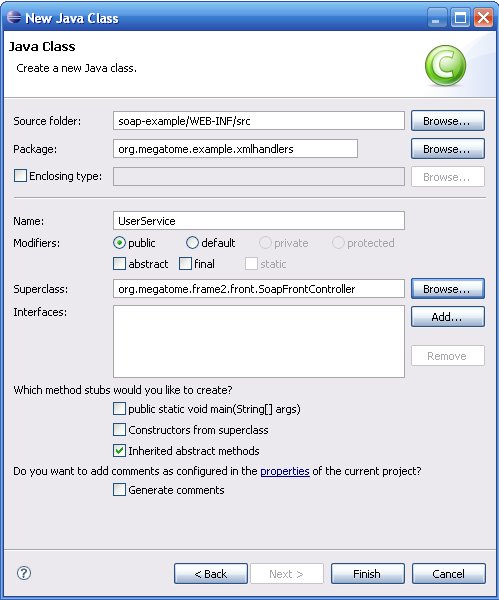 New Java Class
Java Class
Create a new Java class.
C
Source folder: soap-example/WEB-INF/src Browse...
Package: org.megatome.example.xmlhandlers Browse...
Enclosing type: Browse...
Name: UserService
Modifiers: public default private protected
abstract final static
Superclass: org.megatome.frame2.front.SoapFrontController Browse...
Interfaces: Add...
Remove
Which method stubs would you like to create?
public static void main(String[] args)
Constructors from superclass
Inherited abstract methods
Do you want to add comments as configured in the properties of the current project?
Generate comments
? < Back Next > Finish Cancel